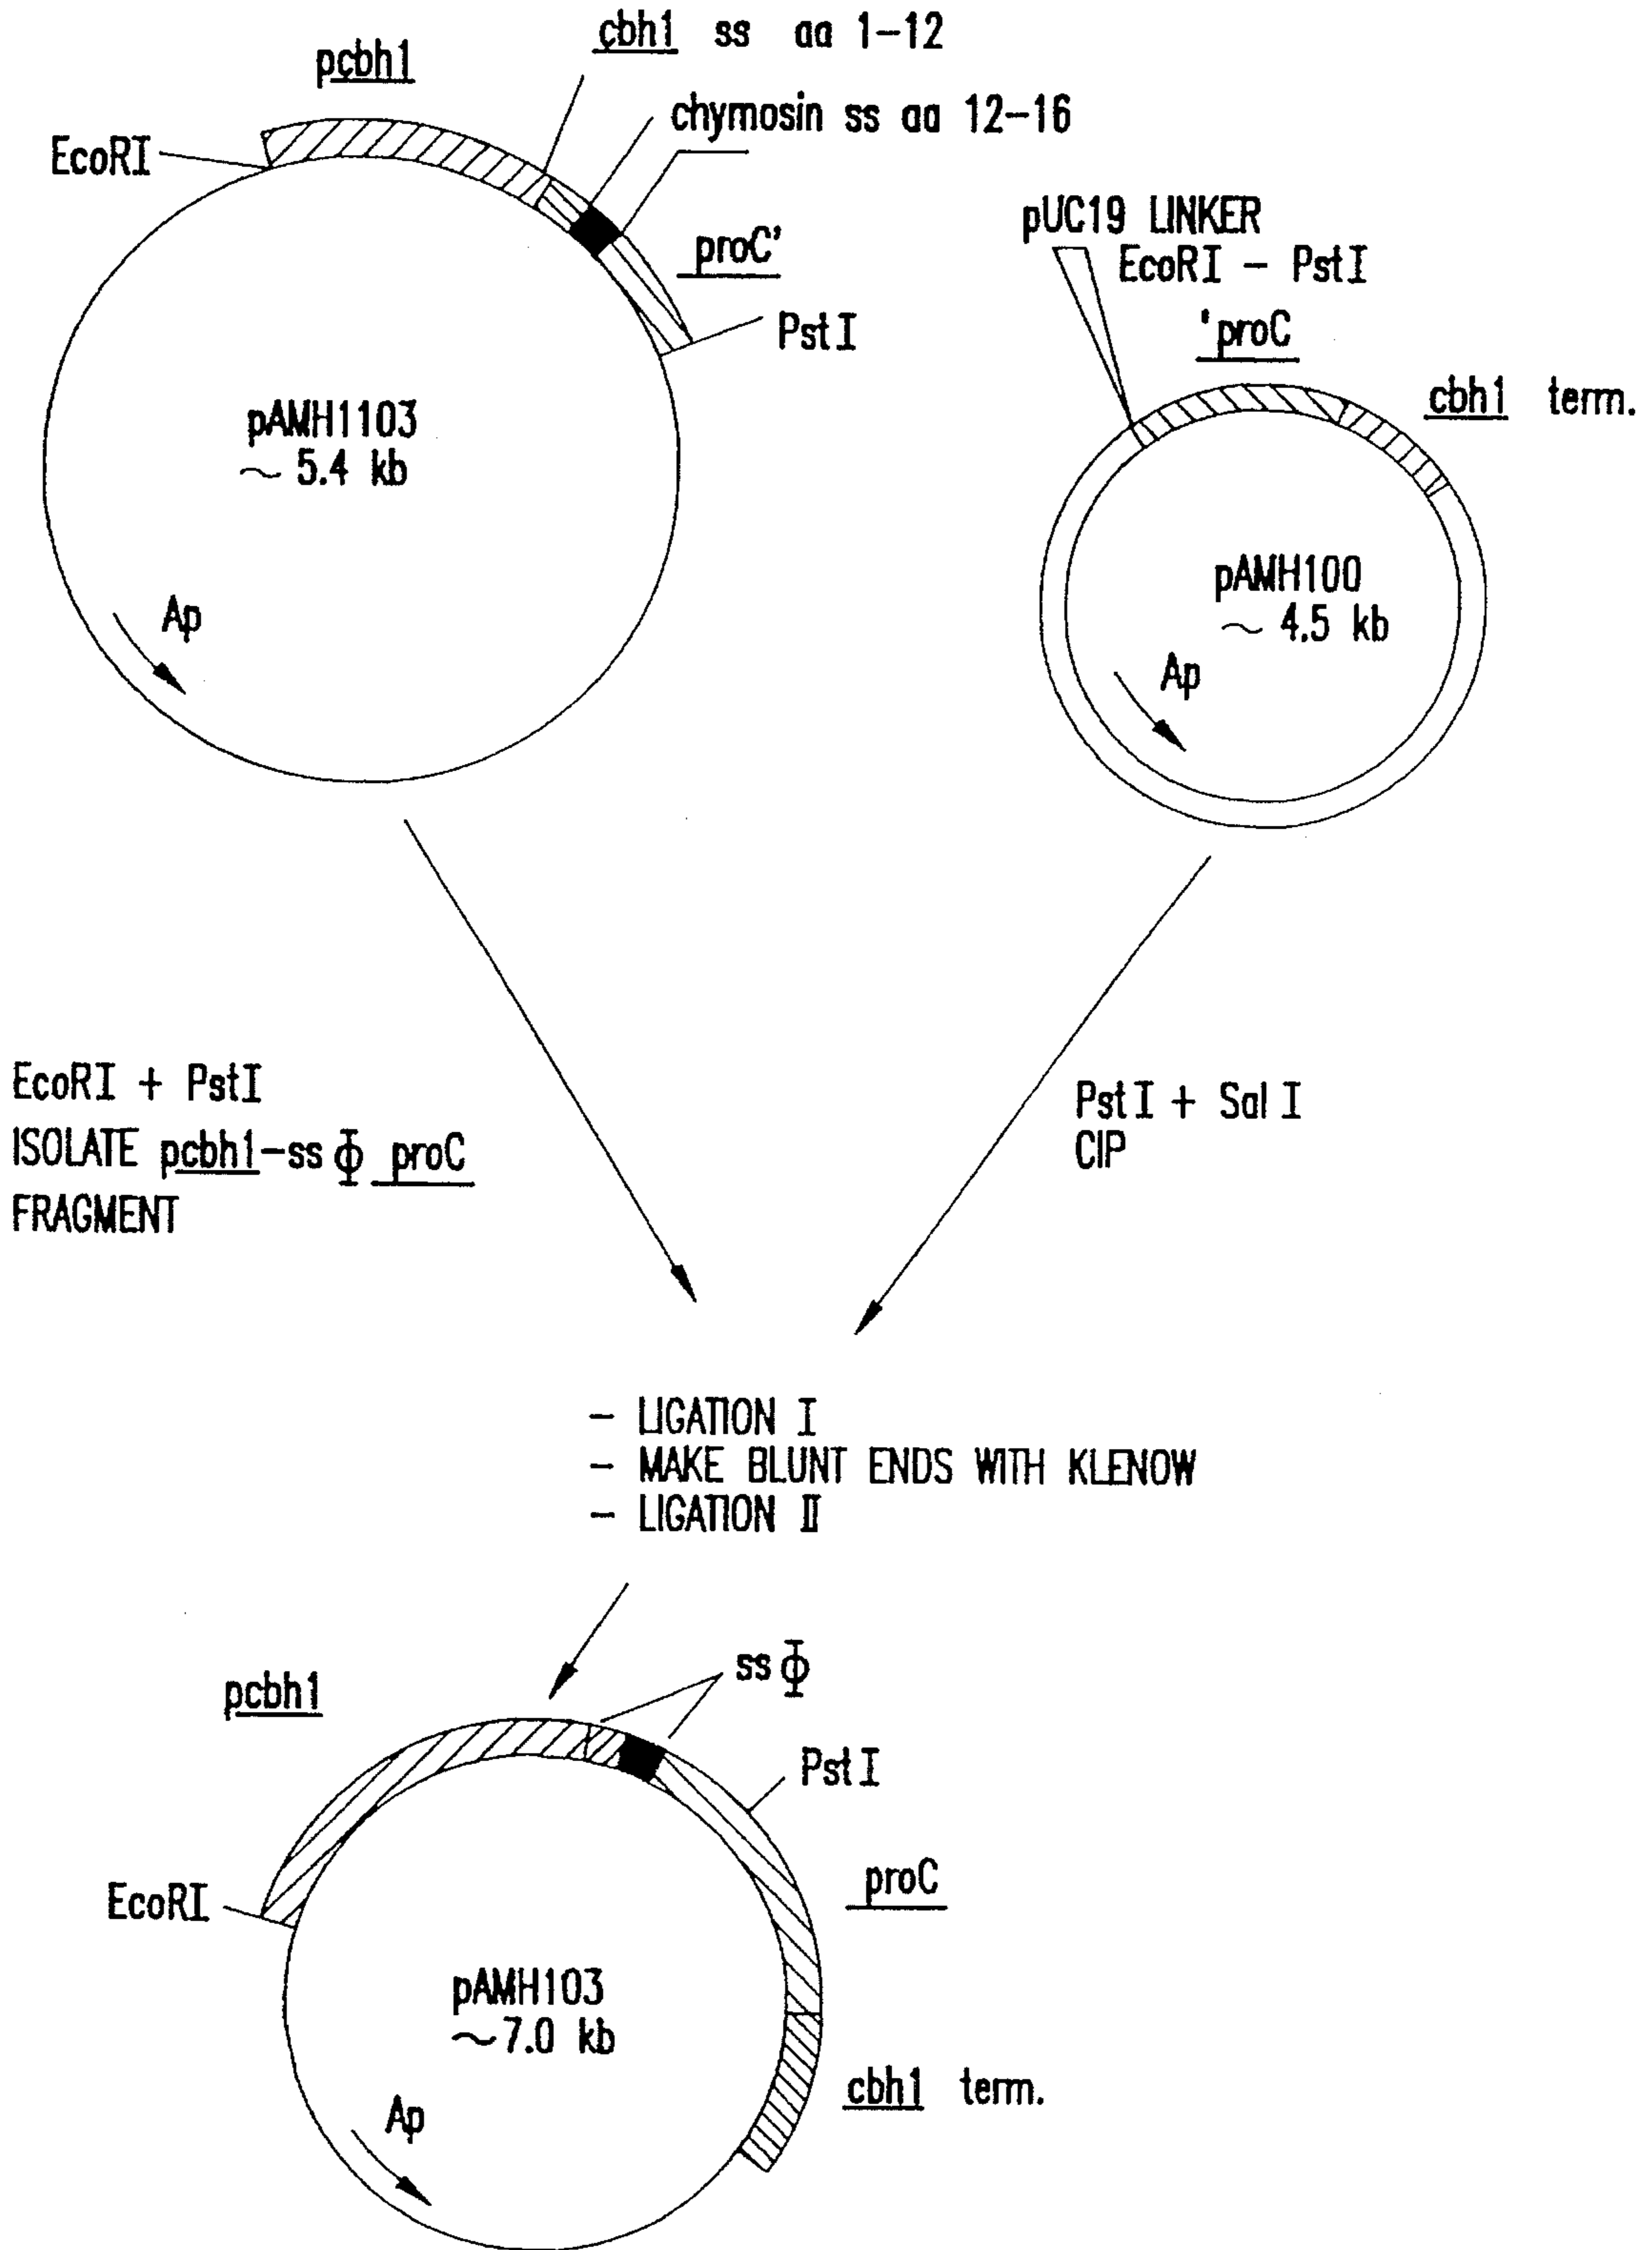 cbh1 ss aa 1-12
pcbh1
chymosin ss aa 12-16
EcoRI
proC'
PstI
pAMH1103
~ 5.4 kb
Ap
pUC19 LINKER
EcoRI - PstI
'proC
cbh1 term.
pAMH100
~ 4.5 kb
Ap
EcoRI + PstI
ISOLATE pcbh1-ss Φ proC
FRAGMENT
PstI + Sal I
CIP
- LIGATION I
- MAKE BLUNT ENDS WITH KLENOW
- LIGATION II
pcbh1
ss Φ
PstI
EcoRI
proC
pAMH103
~7.0 kb
cbh1 term.
Ap